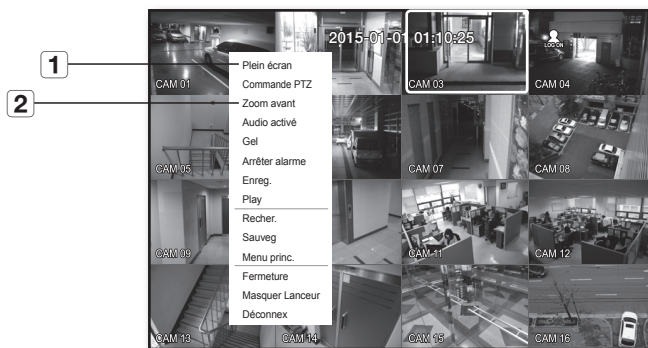 2015-01-01 01:10:25
LOG ON
CAM 01
CAM 03
CAM 04
1
2
Plein écran
Commande PTZ
Zoom avant
Audio activé
Gel
Arrêter alarme
Enreg.
Play
Recher.
Sauveg
Menu princ.
Fermeture
Masquer Lanceur
Déconnex
CAM 05
CAM 07
CAM 08
CAM 09
CAM 11
CAM 12
CAM 13
CAM 14
CAM 15
CAM 16